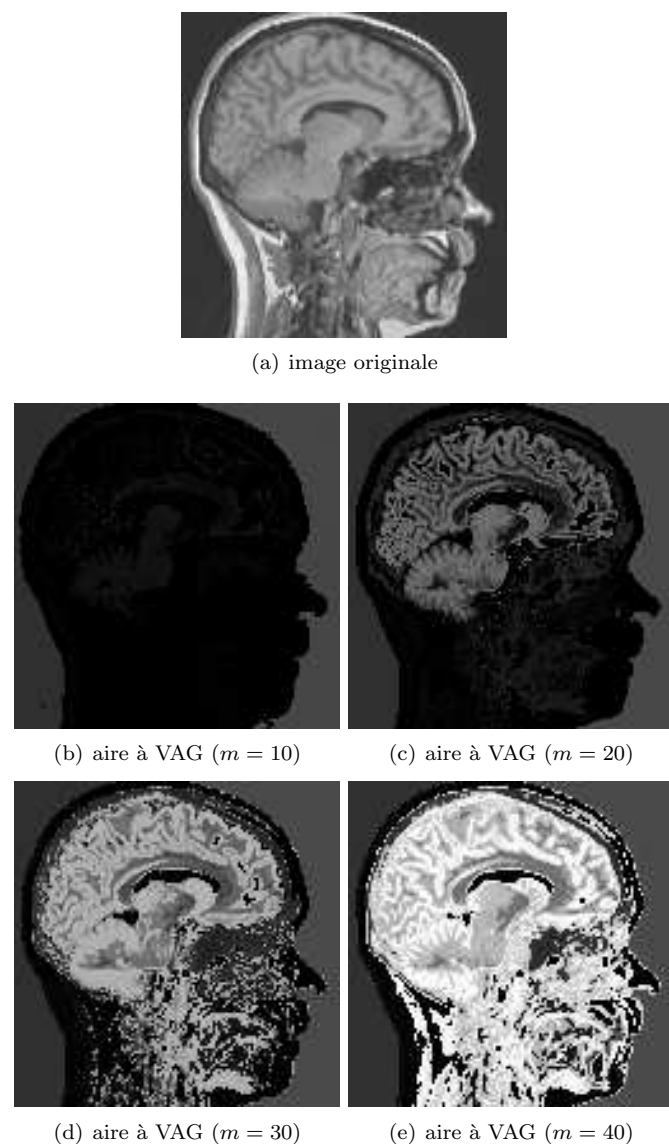 (a) image originale
(b) aire à VAG (m = 10)
(c) aire à VAG (m = 20)
(d) aire à VAG (m = 30)
(e) aire à VAG (m = 40)